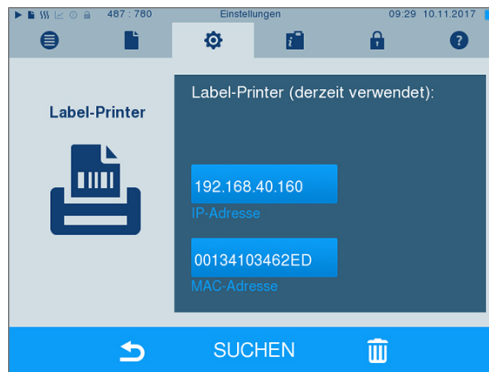 487 : 780
Einstellungen
09:29 10.11.2017
Label-Printer
Label-Printer (derzeit verwendet):
192.168.40.160
IP-Adresse
00134103462ED
MAC-Adresse
SUCHEN